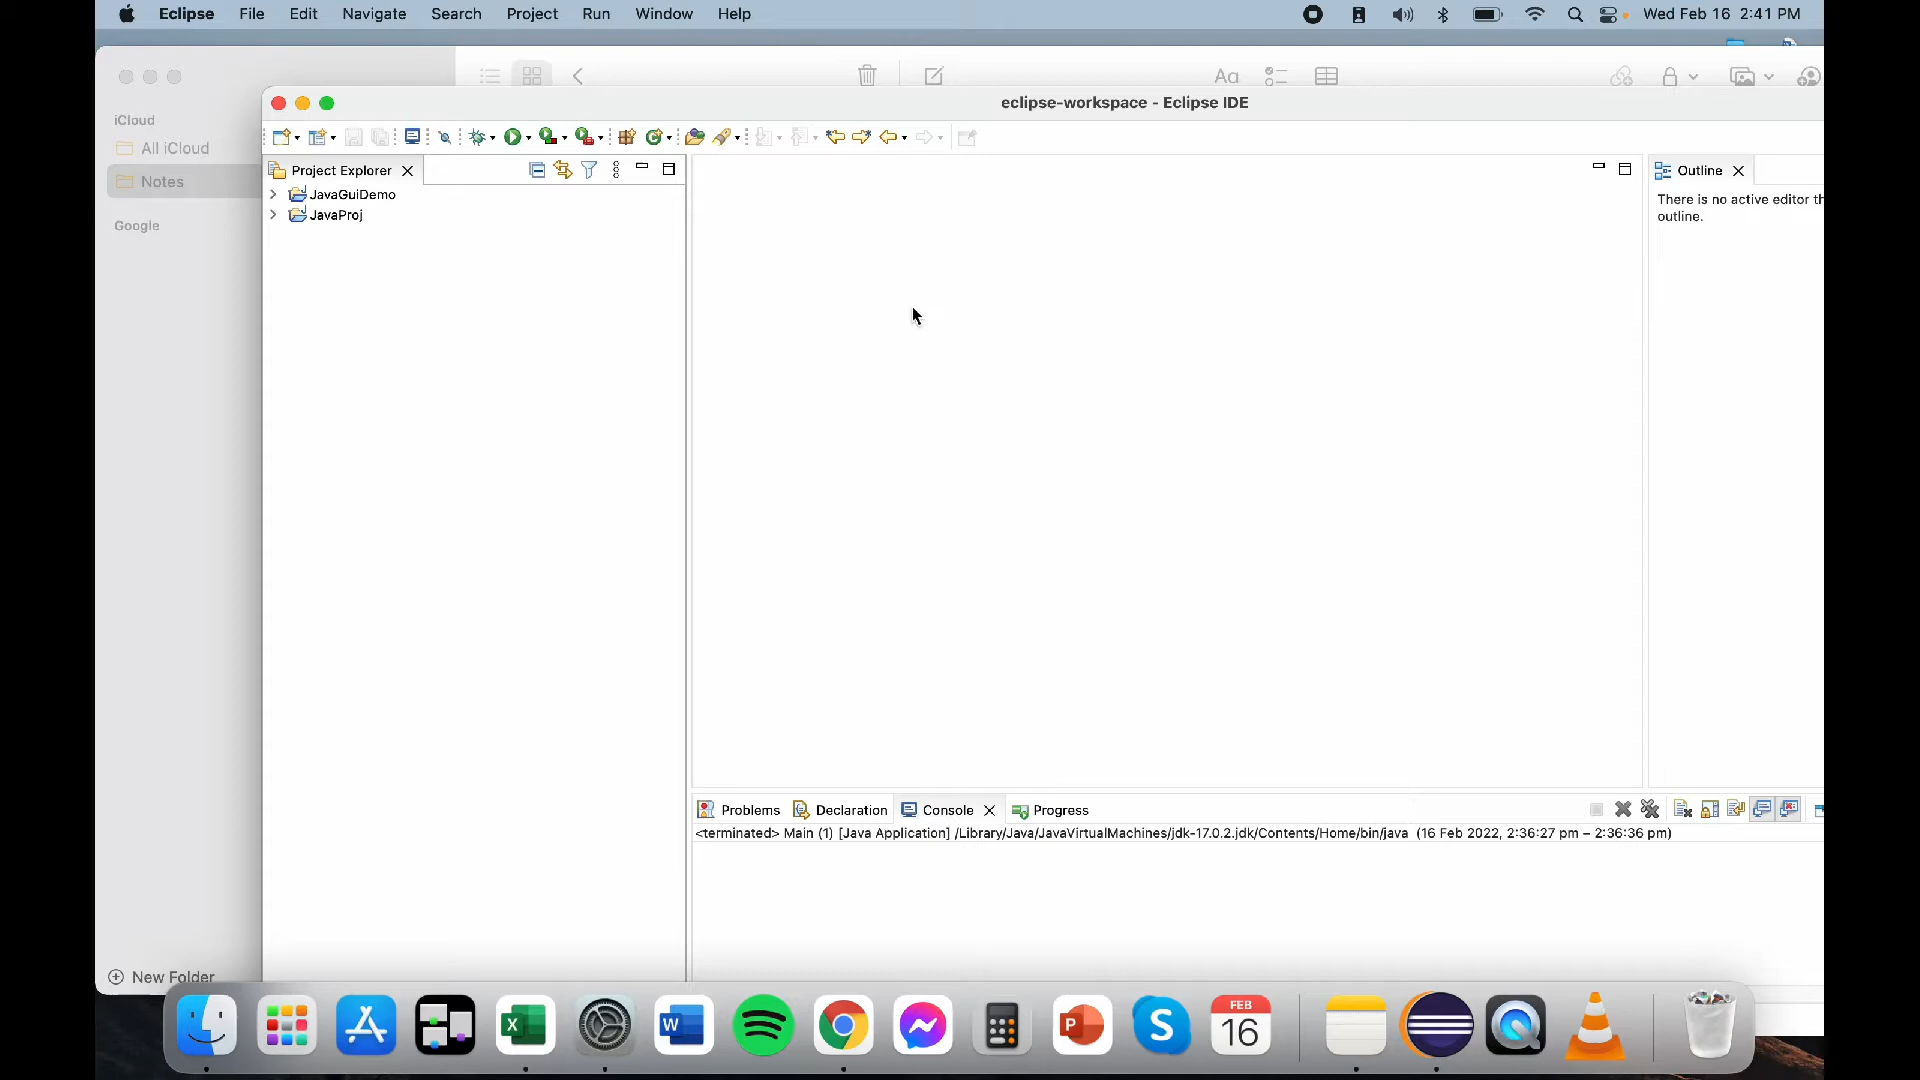 Eclipse File Edit Navigate Search Project Run Window Help Wed Feb 16 2:41 PM
Aa
eclipse-workspace - Eclipse IDE
iCloud
All iCloud
Notes
Google
New Folder
Project Explorer
JavaGuiDemo
JavaProj
Outline
There is no active editor th
outline.
Problems Declaration Console Progress
<terminated> Main (1) [Java Application] /Library/Java/JavaVirtualMachines/jdk-17.0.2.jdk/Contents/Home/bin/java (16 Feb 2022, 2:36:27 pm – 2:36:36 pm)
X
W
P
S
FEB
16